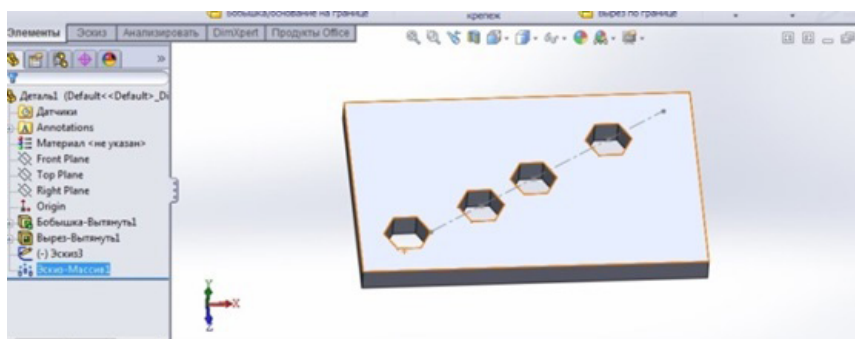 Бобышка/основание на границе
крепеж
Вырез по границе
Элементы Эскиз Анализировать DimXpert Продукты Office
Деталь1 (Default<<Default>_Di
Датчики
Annotations
Материал <не указан>
Front Plane
Top Plane
Right Plane
Origin
Бобышка-Вытянуть1
Вырез-Вытянуть1
(-) Эскиз3
Эскиз-Массив1
Y
X
Z